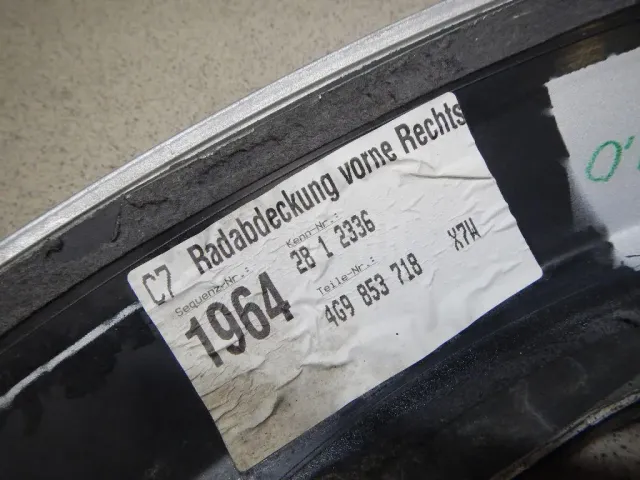 C7 Radabdeckung vorne Rechts
Sequenz-Nr.: Kenn-Nr.:
1964 28 1 2336
Teile-Nr.:
4G9 853 718 X7W
O